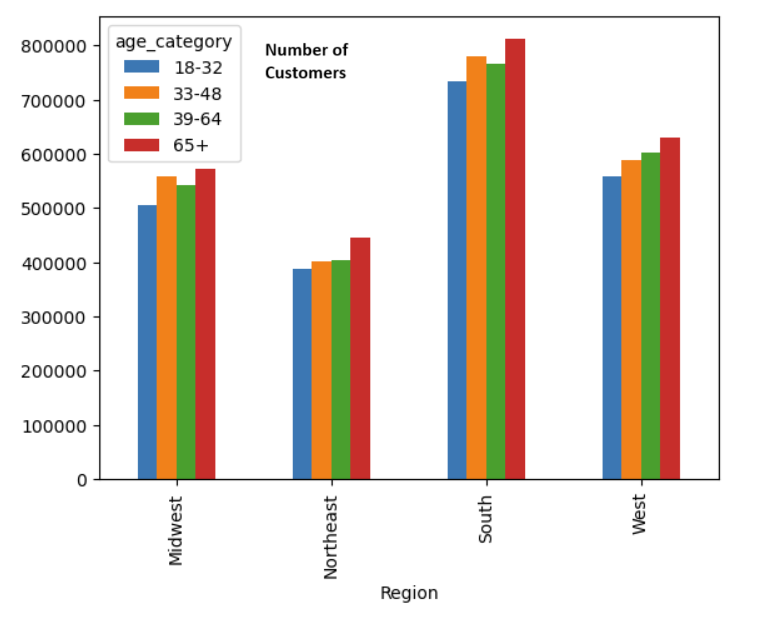 800000
700000
600000
500000
400000
300000
200000
100000
0
age_category
18-32
33-48
39-64
65+
Number of
Customers
Midwest
Northeast
South
West
Region